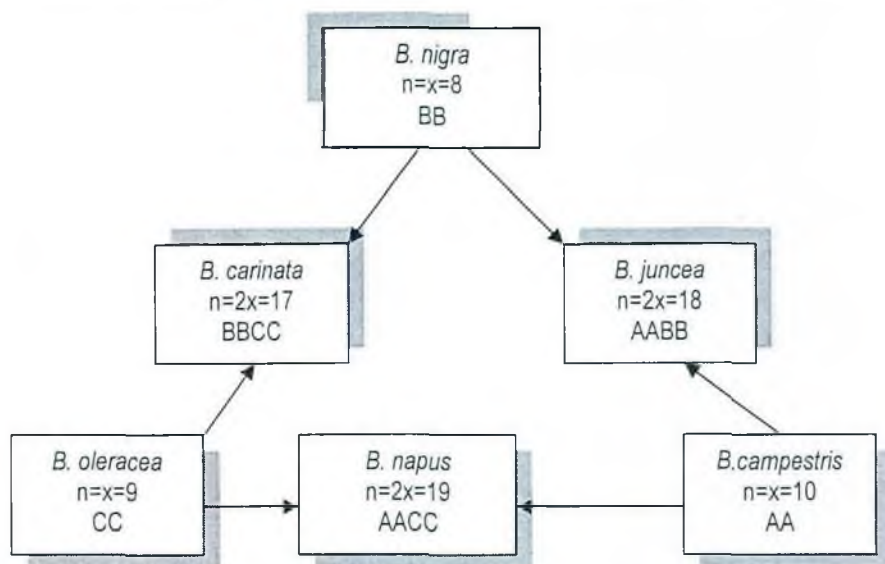 B. nigra
n=x=8
BB
B. carinata
n=2x=17
BBCC
B. juncea
n=2x=18
AABB
B. oleracea
n=x=9
CC
B. napus
n=2x=19
AACC
B.campestris
n=x=10
AA